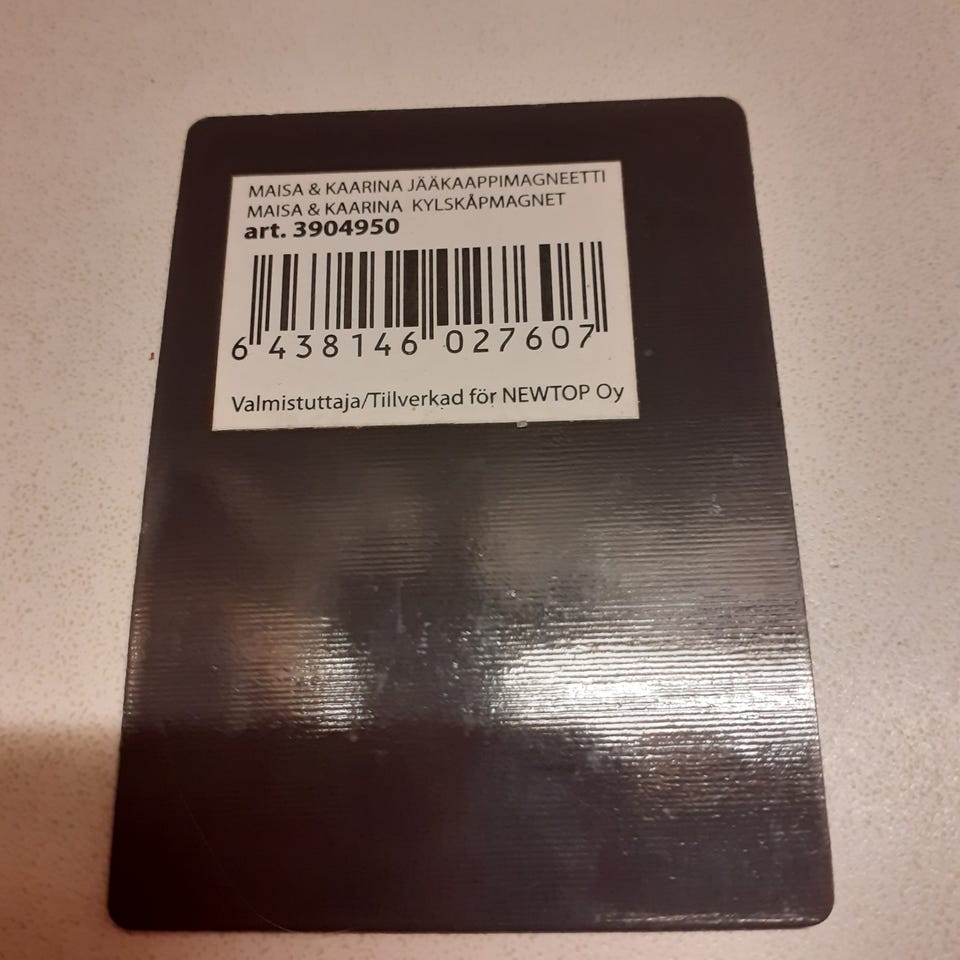 MAISA & KAARINA JÄÄKAAPPIMAGNEETTI
MAISA & KAARINA KYLSKÅPMAGNET
art. 3904950
6 438146 027607
Valmistuttaja/Tillverkad för NEWTOP Oy